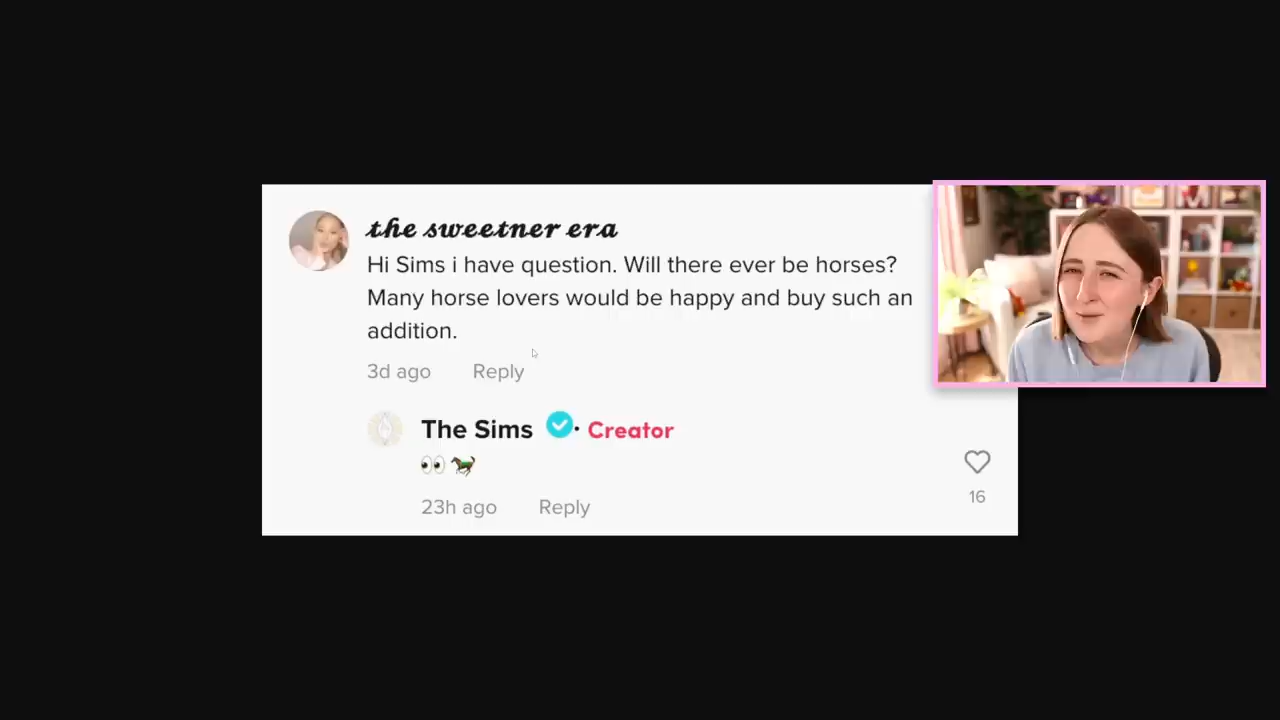 the sweetner era
Hi Sims i have question. Will there ever be horses?
Many horse lovers would be happy and buy such an
addition.
3d ago Reply
The Sims · Creator
👀🐎
23h ago Reply
16